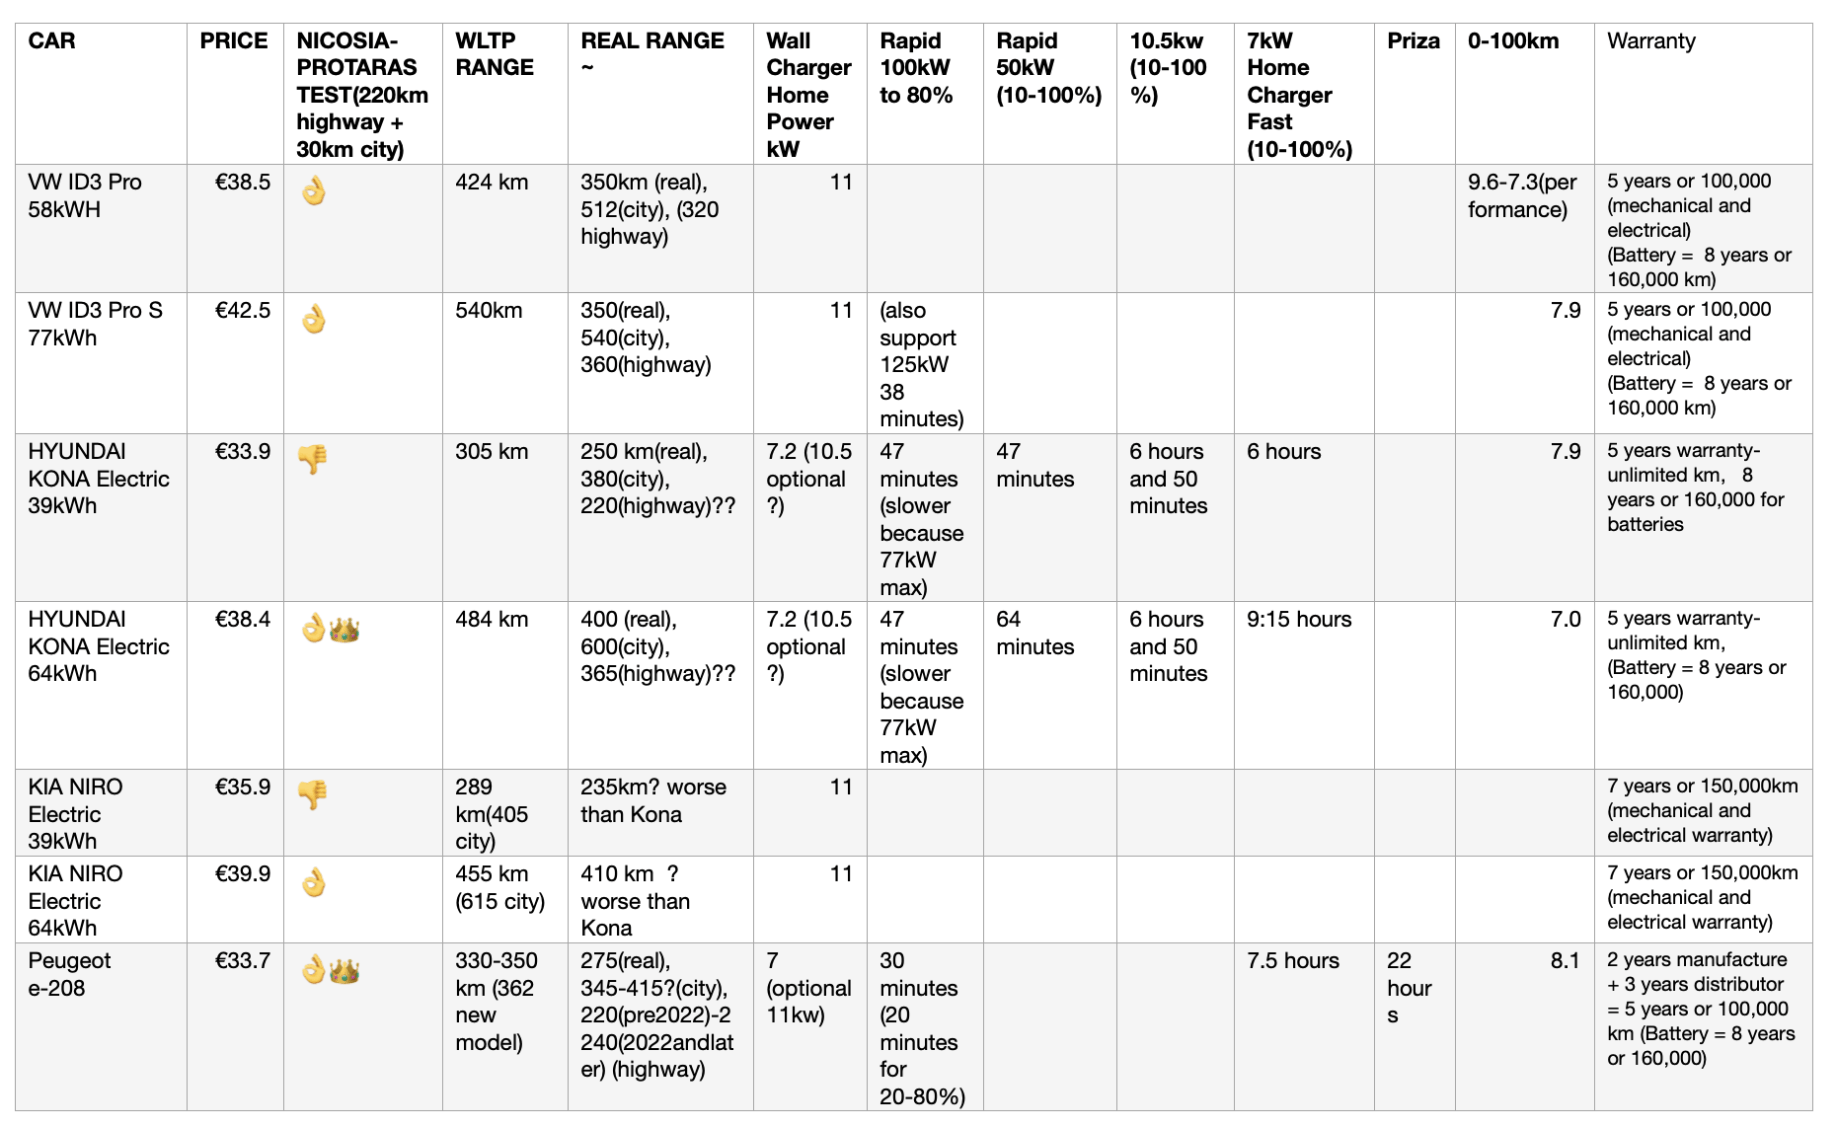 CAR
PRICE
NICOSIA-
PROTARAS
TEST(220km
highway +
30km city)
WLTP
RANGE
REAL RANGE
~
Wall
Charger
Home
Power
kW
Rapid
100kW
to 80%
Rapid
50kW
(10-100%)
10.5kw
(10-100
%)
7kW
Home
Charger
Fast
(10-100%)
Priza
0-100km
Warranty
VW ID3 Pro
58kWH
€38.5
👌
424 km
350km (real),
512(city), (320
highway)
11
9.6-7.3(per
formance)
5 years or 100,000
(mechanical and
electrical)
(Battery =  8 years or
160,000 km)
VW ID3 Pro S
77kWh
€42.5
👌
540km
350(real),
540(city),
360(highway)
11
(also
support
125kW
38
minutes)
7.9
5 years or 100,000
(mechanical and
electrical)
(Battery =  8 years or
160,000 km)
HYUNDAI
KONA Electric
39kWh
€33.9
👎
305 km
250 km(real),
380(city),
220(highway)??
7.2 (10.5
optional
?)
47
minutes
(slower
because
77kW
max)
47
minutes
6 hours
and 50
minutes
6 hours
7.9
5 years warranty-
unlimited km,   8
years or 160,000 for
batteries
HYUNDAI
KONA Electric
64kWh
€38.4
👌👑
484 km
400 (real),
600(city),
365(highway)??
7.2 (10.5
optional
?)
47
minutes
(slower
because
77kW
max)
64
minutes
6 hours
and 50
minutes
9:15 hours
7.0
5 years warranty-
unlimited km,
(Battery = 8 years or
160,000)
KIA NIRO
Electric
39kWh
€35.9
👎
289
km(405
city)
235km? worse
than Kona
11
7 years or 150,000km
(mechanical and
electrical warranty)
KIA NIRO
Electric
64kWh
€39.9
👌
455 km
(615 city)
410 km  ?
worse than
Kona
11
7 years or 150,000km
(mechanical and
electrical warranty)
Peugeot
e-208
€33.7
👌👑
330-350
km (362
new
model)
275(real),
345-415?(city),
220(pre2022)-2
240(2022andlat
er) (highway)
7
(optional
11kw)
30
minutes
(20
minutes
for
20-80%)
7.5 hours
22
hour
s
8.1
2 years manufacture
+ 3 years distributor
= 5 years or 100,000
km (Battery = 8 years
or 160,000)